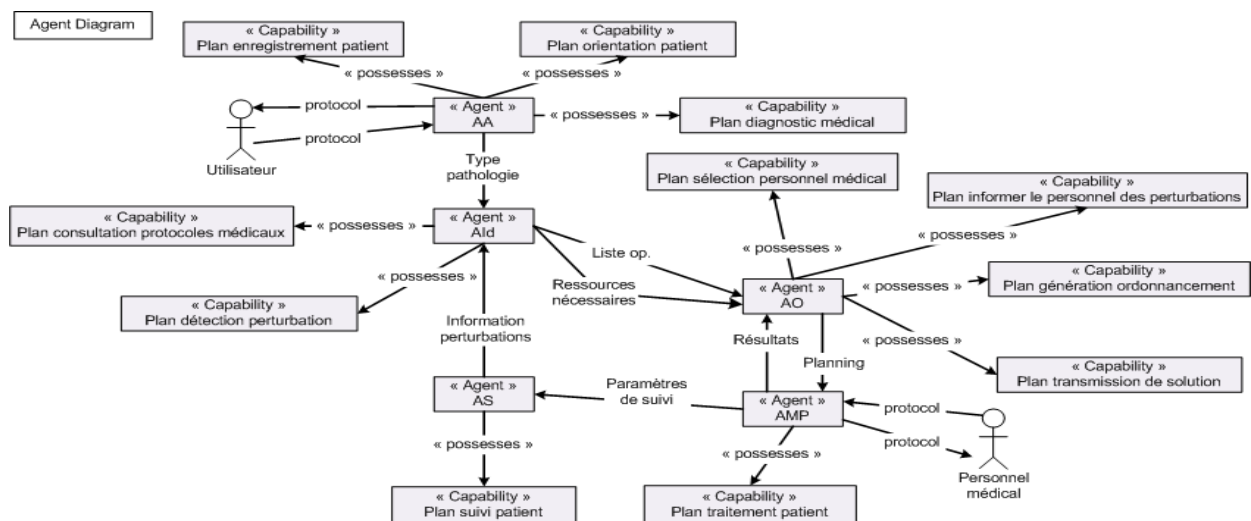 Agent Diagram
« Capability »
Plan enregistrement patient
« Capability »
Plan orientation patient
« possesses »
« possesses »
protocol
« Agent »
AA
« possesses »
« Capability »
Plan diagnostic médical
protocol
Utilisateur
Type
pathologie
« Capability »
Plan sélection personnel médical
« Capability »
Plan informer le personnel des perturbations
« Capability »
Plan consultation protocoles médicaux
« possesses »
« Agent »
AId
« possesses »
Liste op.
« possesses »
« possesses »
Ressources
nécessaires
« Agent »
AO
« possesses »
« Capability »
Plan génération ordonnancement
« Capability »
Plan détection perturbation
Information
perturbations
Résultats
Planning
« possesses »
« Capability »
Plan transmission de solution
« Agent »
AS
Paramètres
de suivi
« Agent »
AMP
protocol
protocol
« possesses »
« possesses »
Personnel
médical
« Capability »
Plan suivi patient
« Capability »
Plan traitement patient